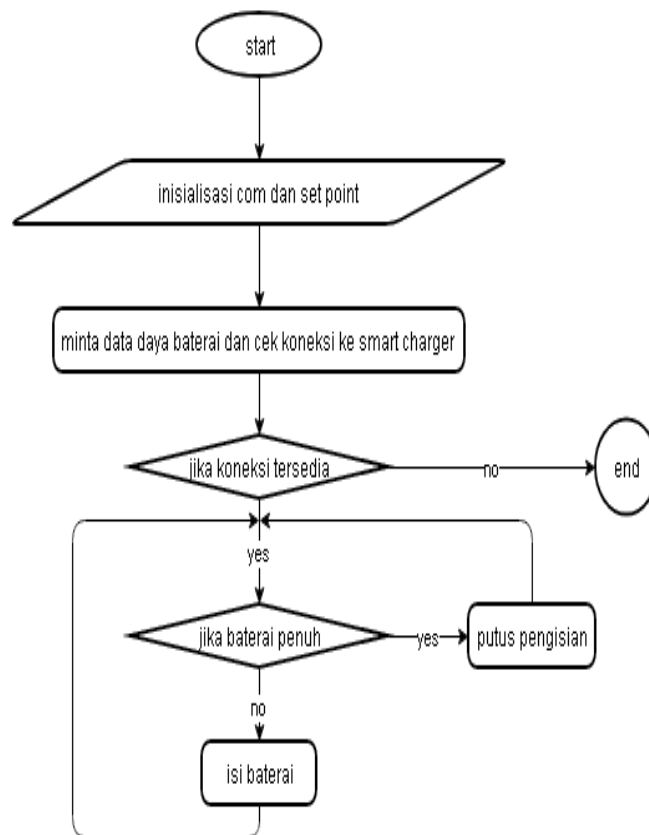 start
inisialisasi com dan set point
minta data daya baterai dan cek koneksi ke smart charger
jika koneksi tersedia
no
end
yes
jika baterai penuh
yes
putus pengisian
no
isi baterai